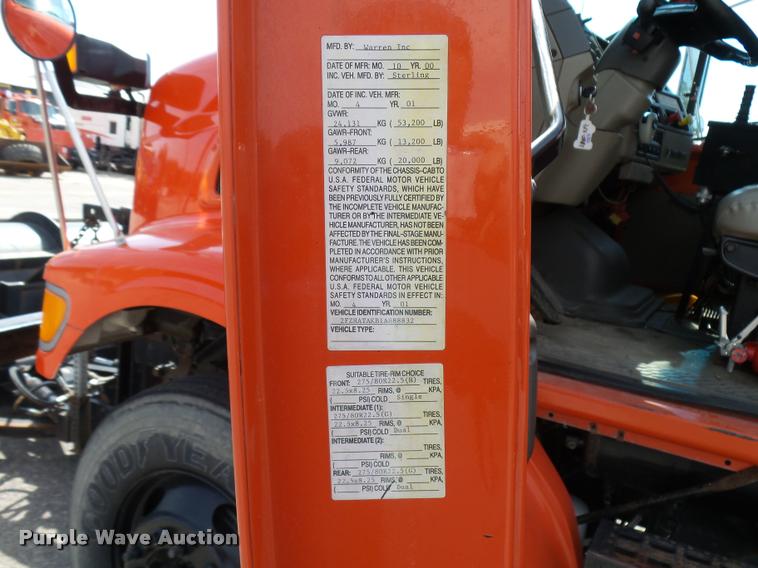 MFD. BY: Warren Inc
DATE OF MFR: MO. 10 YR. 00
INC. VEH. MFD. BY: Sterling
DATE OF INC. VEH. MFR:
MO. 4 YR. 01
GVWR:
24,131 KG ( 53,200 LB)
GAWR-FRONT:
5,987 KG ( 13,200 LB)
GAWR-REAR:
9,072 KG ( 20,000 LB)
CONFORMITY OF THE CHASSIS-CAB TO
U.S.A. FEDERAL MOTOR VEHICLE
SAFETY STANDARDS, WHICH HAVE
BEEN PREVIOUSLY FULLY CERTIFIED BY
THE INCOMPLETE VEHICLE MANUFAC-
TURER OR BY THE INTERMEDIATE VE-
HICLE MANUFACTURER, HAS NOT BEEN
AFFECTED BY THE FINAL-STAGE MANU-
FACTURE. THE VEHICLE HAS BEEN COM-
PLETED IN ACCORDANCE WITH PRIOR
MANUFACTURER'S INSTRUCTIONS,
WHERE APPLICABLE. THIS VEHICLE
CONFORMS TO ALL OTHER APPLICABLE
U.S.A. FEDERAL MOTOR VEHICLE
SAFETY STANDARDS IN EFFECT IN:
MO. 4 YR. 01
VEHICLE IDENTIFICATION NUMBER:
2FZHATAKB1AH88832
VEHICLE TYPE:
SUITABLE TIRE-RIM CHOICE
FRONT: 275/80R22.5(H) TIRES,
22.5x8.25 RIMS, @ KPA,
( PSI) COLD Single
INTERMEDIATE (1):
275/80R22.5(G) TIRES,
22.5x8.25 RIMS, @ KPA,
( PSI) COLD Dual
INTERMEDIATE (2):
TIRES,
RIMS, @ KPA,
( PSI) COLD
REAR: 275/80R22.5(G) TIRES,
22.5x8.25 RIMS, @ KPA,
( PSI) COLD Dual
GOODYEAR
Purple Wave Auction